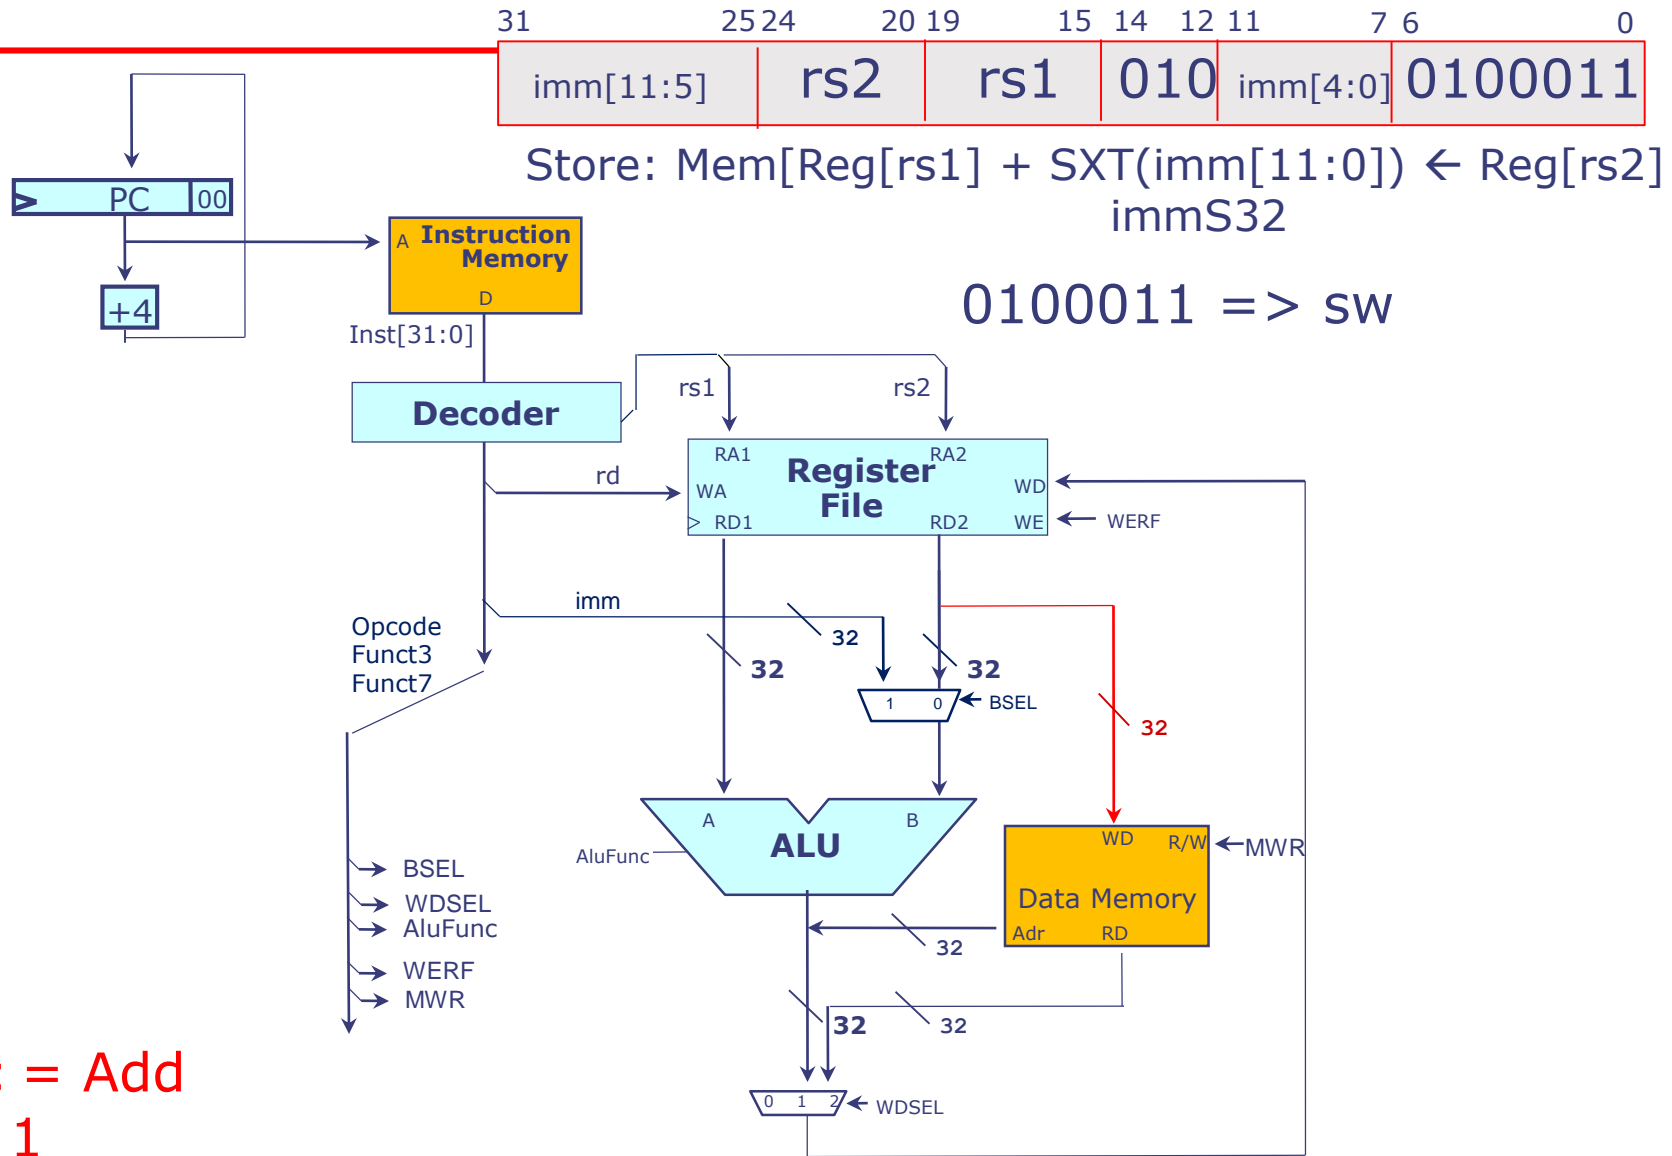 31 25 24 20 19 15 14 12 11 7 6 0
imm[11:5] rs2 rs1 010 imm[4:0] 0100011
Store: Mem[Reg[rs1] + SXT(imm[11:0]) ← Reg[rs2]
immS32
0100011 => sw
PC 00
+4
A Instruction
Memory
D
Inst[31:0]
Decoder
rs1 rs2
rd
RA1 RA2
Register
File
WA WD
> RD1 RD2 WE
WERF
imm
32
32
32
32
Opcode
Funct3
Funct7
1 0
BSEL
A B
ALU
AluFunc
WD R/W
MWR
Data Memory
Adr RD
32
32
32
BSEL
WDSEL
AluFunc
WERF
MWR
0 1 2
WDSEL
= Add
1